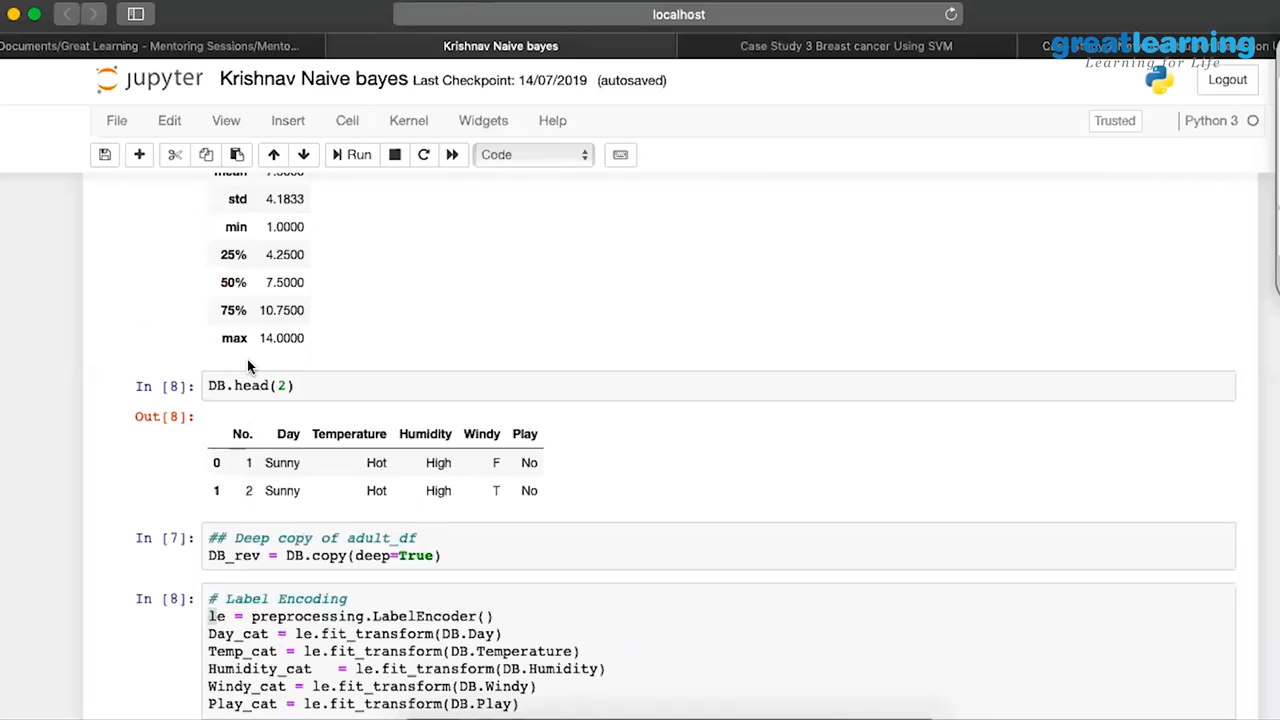 localhost
Documents/Great Learning - Mentoring Sessions/Mento...
Krishnav Naive bayes
Case Study 3 Breast cancer Using SVM
greatlearning
Learning for Life
jupyter Krishnav Naive bayes Last Checkpoint: 14/07/2019 (autosaved)
Logout
File Edit View Insert Cell Kernel Widgets Help
Trusted
Python 3
Run
Code
mean
std 4.1833
min 1.0000
25% 4.2500
50% 7.5000
75% 10.7500
max 14.0000
In [8]: DB.head(2)
Out[8]:
No. Day Temperature Humidity Windy Play
0 1 Sunny Hot High F No
1 2 Sunny Hot High T No
In [7]: ## Deep copy of adult_df
DB_rev = DB.copy(deep=True)
In [8]: # Label Encoding
le = preprocessing.LabelEncoder()
Day_cat = le.fit_transform(DB.Day)
Temp_cat = le.fit_transform(DB.Temperature)
Humidity_cat = le.fit_transform(DB.Humidity)
Windy_cat = le.fit_transform(DB.Windy)
Play_cat = le.fit_transform(DB.Play)